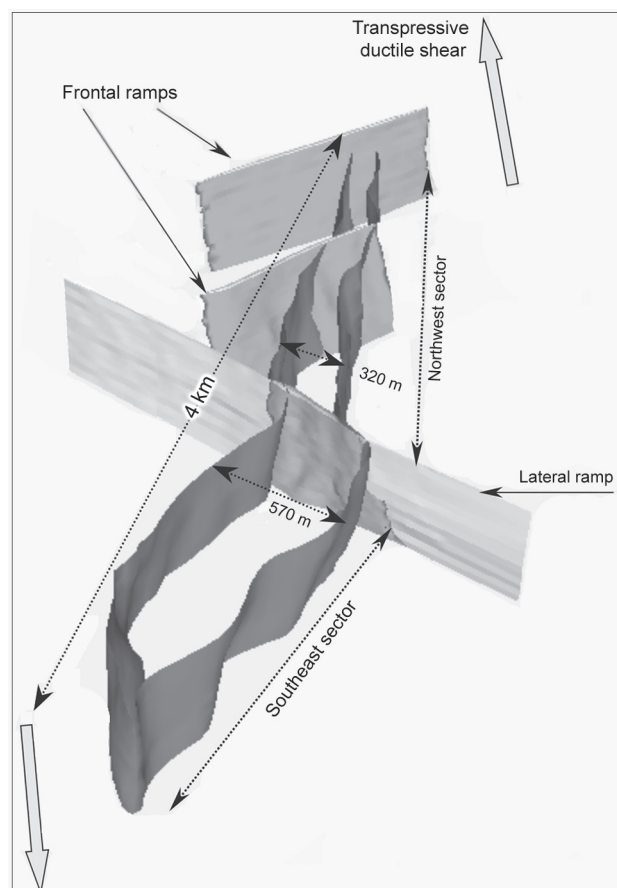 Transpressive
ductile shear
Frontal ramps
Northwest sector
320 m
4 km
Lateral ramp
570 m
Southeast sector